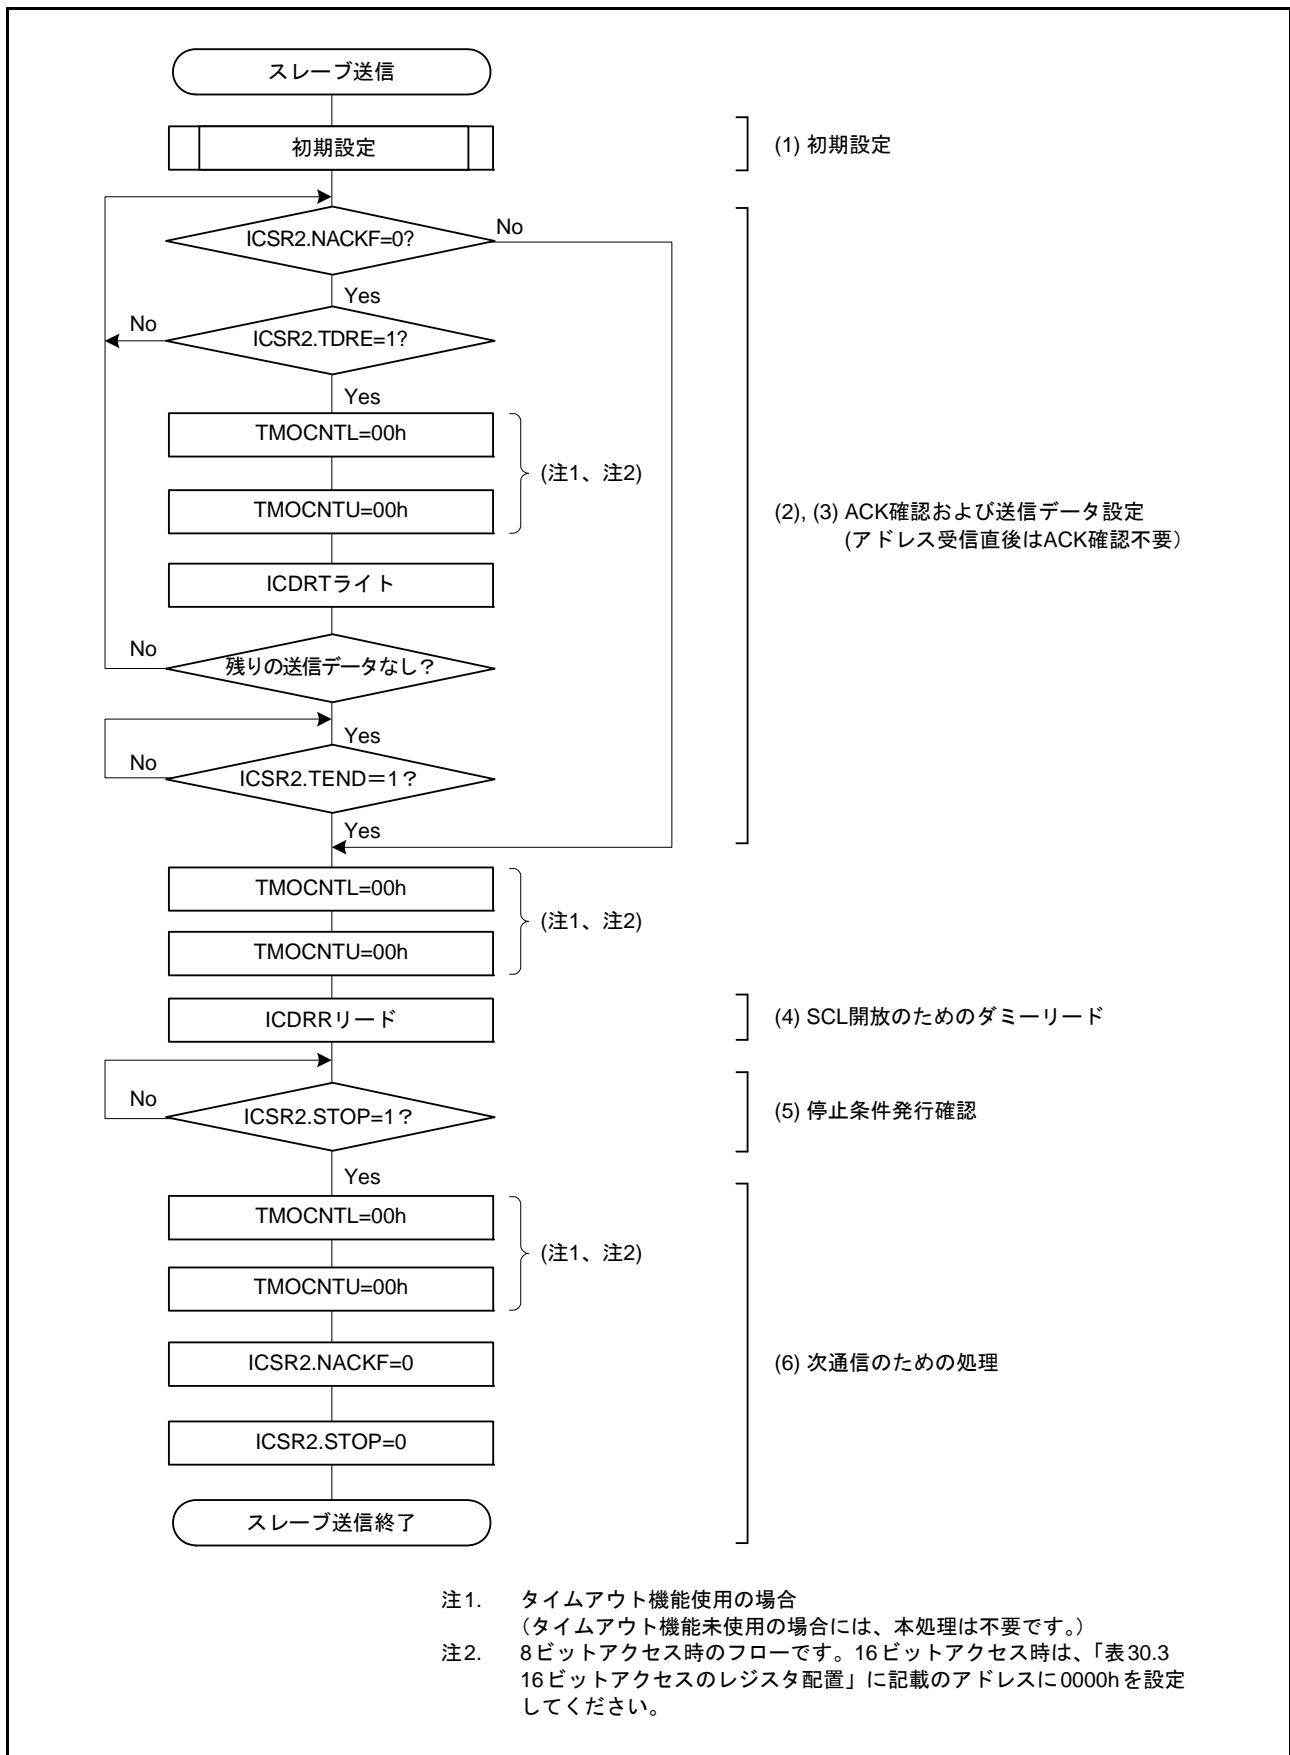 スレーブ送信
初期設定
(1) 初期設定
ICSR2.NACKF=0?
No
Yes
No
ICSR2.TDRE=1?
Yes
TMOCNTL=00h
(注1、注2)
TMOCNTU=00h
(2), (3) ACK確認および送信データ設定
(アドレス受信直後はACK確認不要)
ICDRTライト
No
残りの送信データなし？
Yes
No
ICSR2.TEND＝1？
Yes
TMOCNTL=00h
(注1、注2)
TMOCNTU=00h
ICDRRリード
(4) SCL開放のためのダミーリード
No
ICSR2.STOP=1？
(5) 停止条件発行確認
Yes
TMOCNTL=00h
(注1、注2)
TMOCNTU=00h
ICSR2.NACKF=0
(6) 次通信のための処理
ICSR2.STOP=0
スレーブ送信終了
注1. タイムアウト機能使用の場合
（タイムアウト機能未使用の場合には、本処理は不要です。）
注2. 8ビットアクセス時のフローです。16ビットアクセス時は、「表30.3
16ビットアクセスのレジスタ配置」に記載のアドレスに0000hを設定
してください。